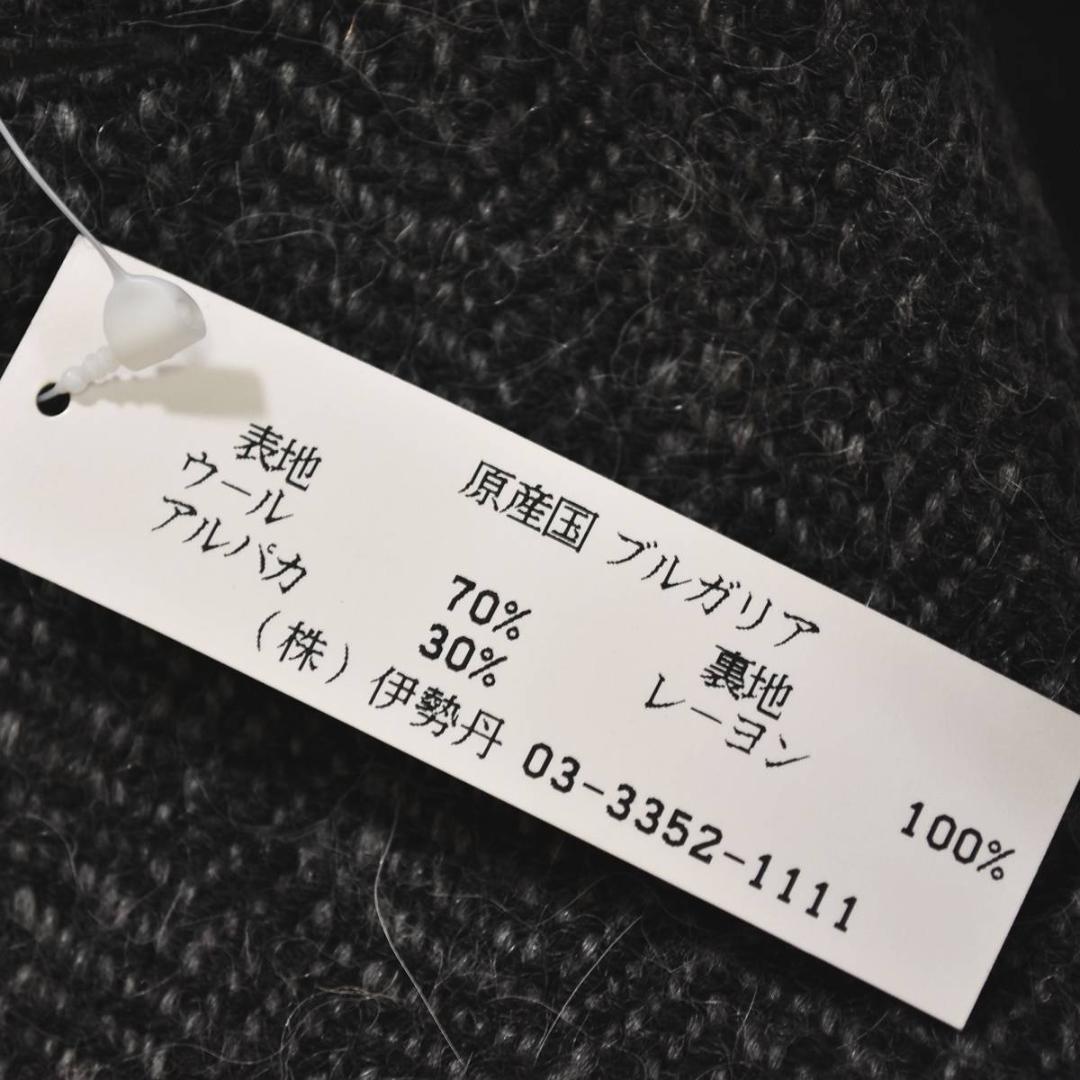 原産国 ブルガリア
表地 裏地
ウール 70% レーヨン 100%
アルパカ 30%
(株)伊勢丹 03-3352-1111